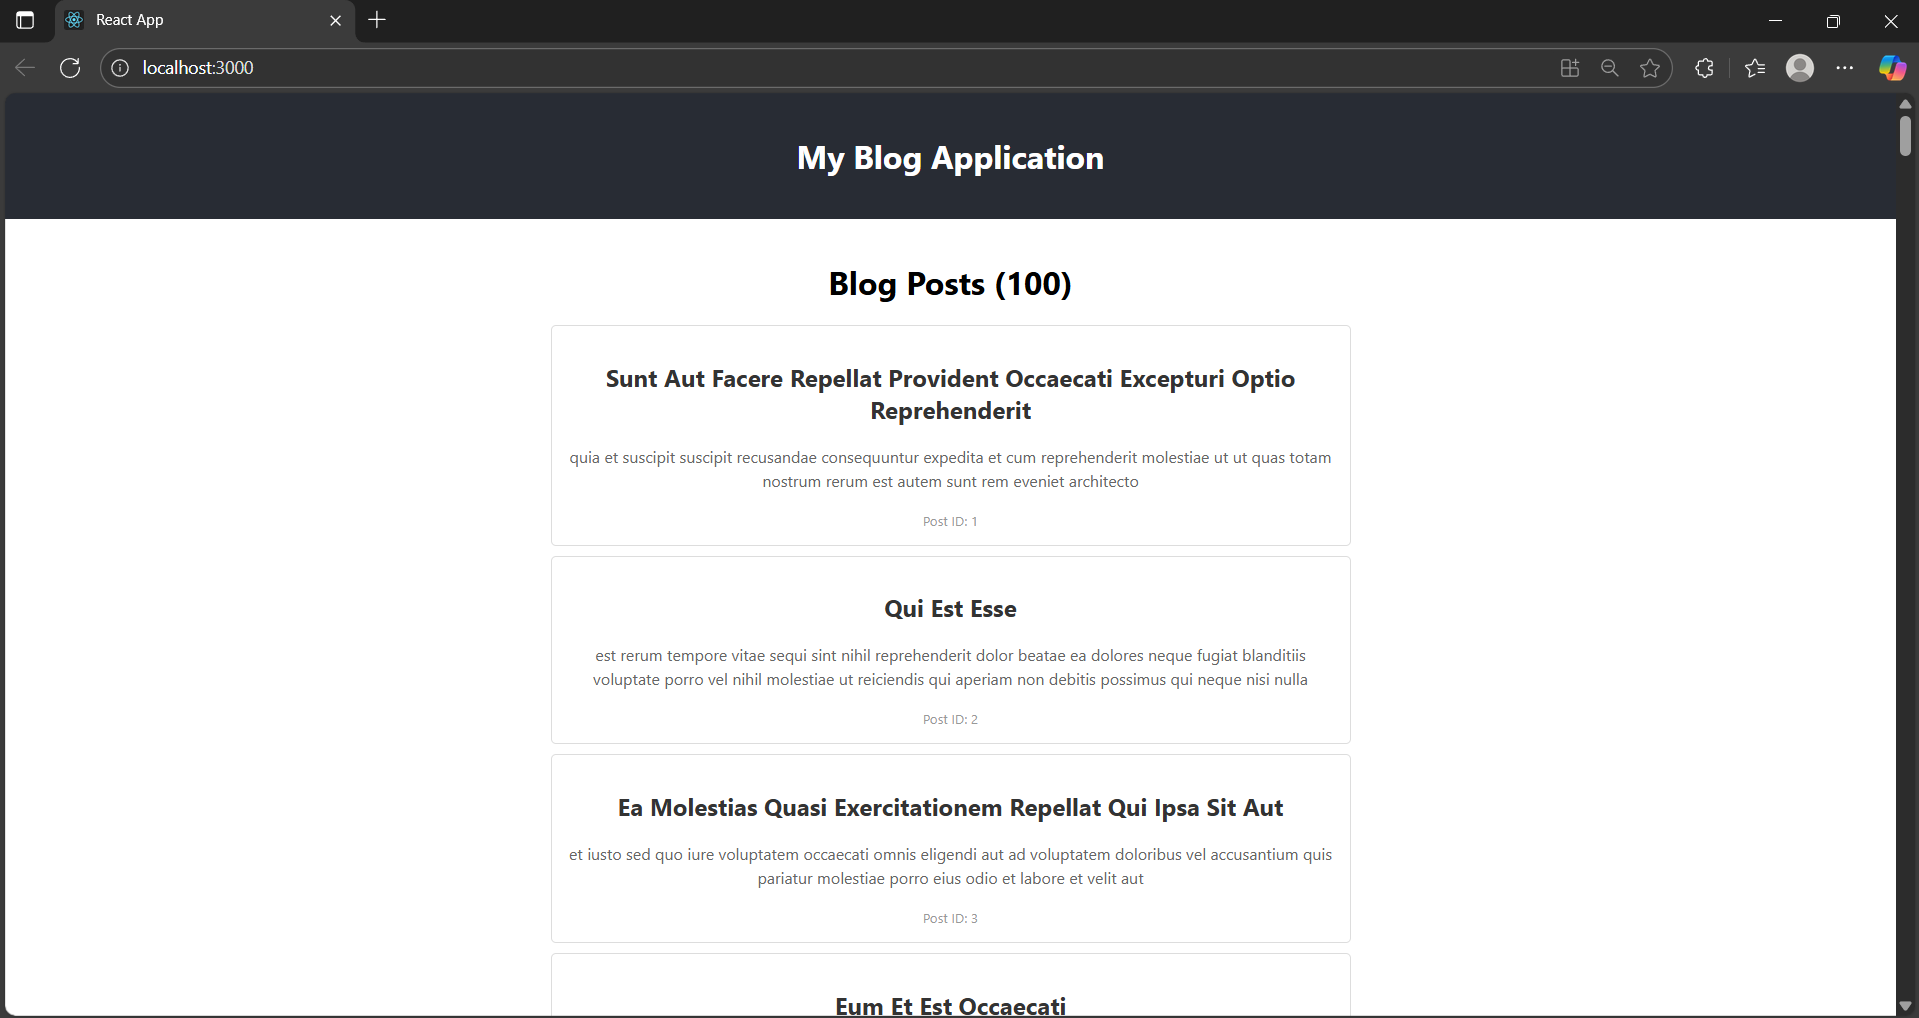 React App
localhost:3000
My Blog Application
Blog Posts (100)
Sunt Aut Facere Repellat Provident Occaecati Excepturi Optio
Reprehenderit
quia et suscipit suscipit recusandae consequuntur expedita et cum reprehenderit molestiae ut ut quas totam
nostrum rerum est autem sunt rem eveniet architecto
Post ID: 1
Qui Est Esse
est rerum tempore vitae sequi sint nihil reprehenderit dolor beatae ea dolores neque fugiat blanditiis
voluptate porro vel nihil molestiae ut reiciendis qui aperiam non debitis possimus qui neque nisi nulla
Post ID: 2
Ea Molestias Quasi Exercitationem Repellat Qui Ipsa Sit Aut
et iusto sed quo iure voluptatem occaecati omnis eligendi aut ad voluptatem doloribus vel accusantium quis
pariatur molestiae porro eius odio et labore et velit aut
Post ID: 3
Eum Et Est Occaecati